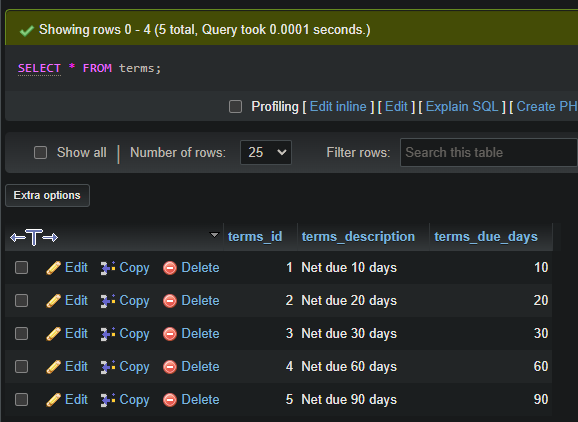 Showing rows 0 - 4 (5 total, Query took 0.0001 seconds.)
SELECT * FROM terms;
Profiling [ Edit inline ] [ Edit ] [ Explain SQL ] [ Create PH
Show all | Number of rows: 25 Filter rows: Search this table
Extra options
terms_id terms_description terms_due_days
Edit Copy Delete 1 Net due 10 days 10
Edit Copy Delete 2 Net due 20 days 20
Edit Copy Delete 3 Net due 30 days 30
Edit Copy Delete 4 Net due 60 days 60
Edit Copy Delete 5 Net due 90 days 90